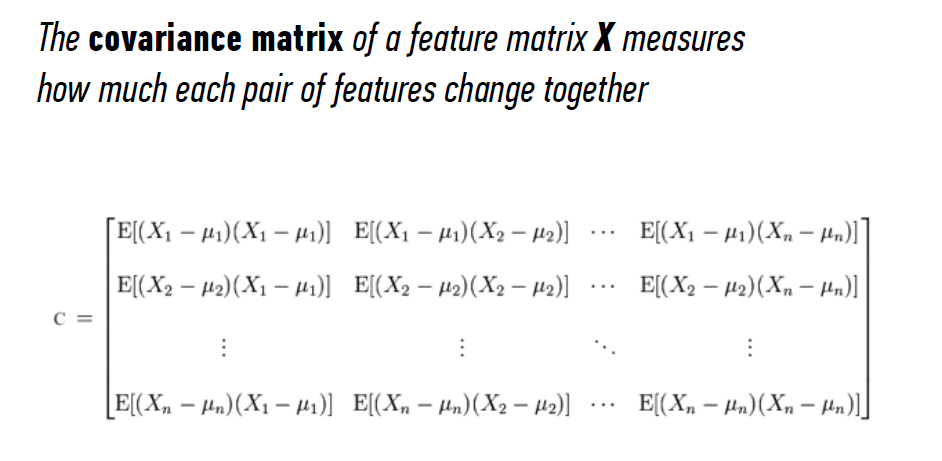 The covariance matrix of a feature matrix X measures
how much each pair of features change together
E[(X₁ − μ₁)(X₁ − μ₁)] E[(X₁ − μ₁)(X₂ − μ₂)] ⋯ E[(X₁ − μ₁)(Xₙ − μₙ)]
E[(X₂ − μ₂)(X₁ − μ₁)] E[(X₂ − μ₂)(X₂ − μ₂)] ⋯ E[(X₂ − μ₂)(Xₙ − μₙ)]
C =
⋮ ⋮ ⋱ ⋮
E[(Xₙ − μₙ)(X₁ − μ₁)] E[(Xₙ − μₙ)(X₂ − μ₂)] ⋯ E[(Xₙ − μₙ)(Xₙ − μₙ)]